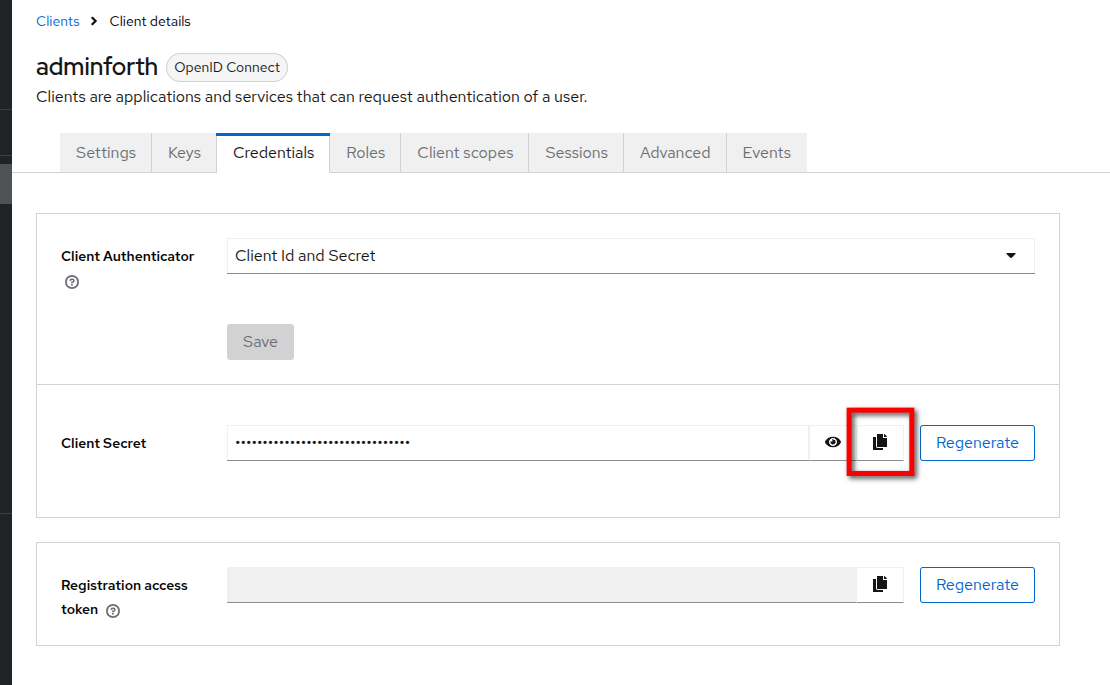 Clients > Client details
adminforth OpenID Connect
Clients are applications and services that can request authentication of a user.
Settings Keys Credentials Roles Client scopes Sessions Advanced Events
Client Authenticator
Client Id and Secret
Save
Client Secret
•••••••••••••••••••••••••••••••• Regenerate
Registration access
token
Regenerate